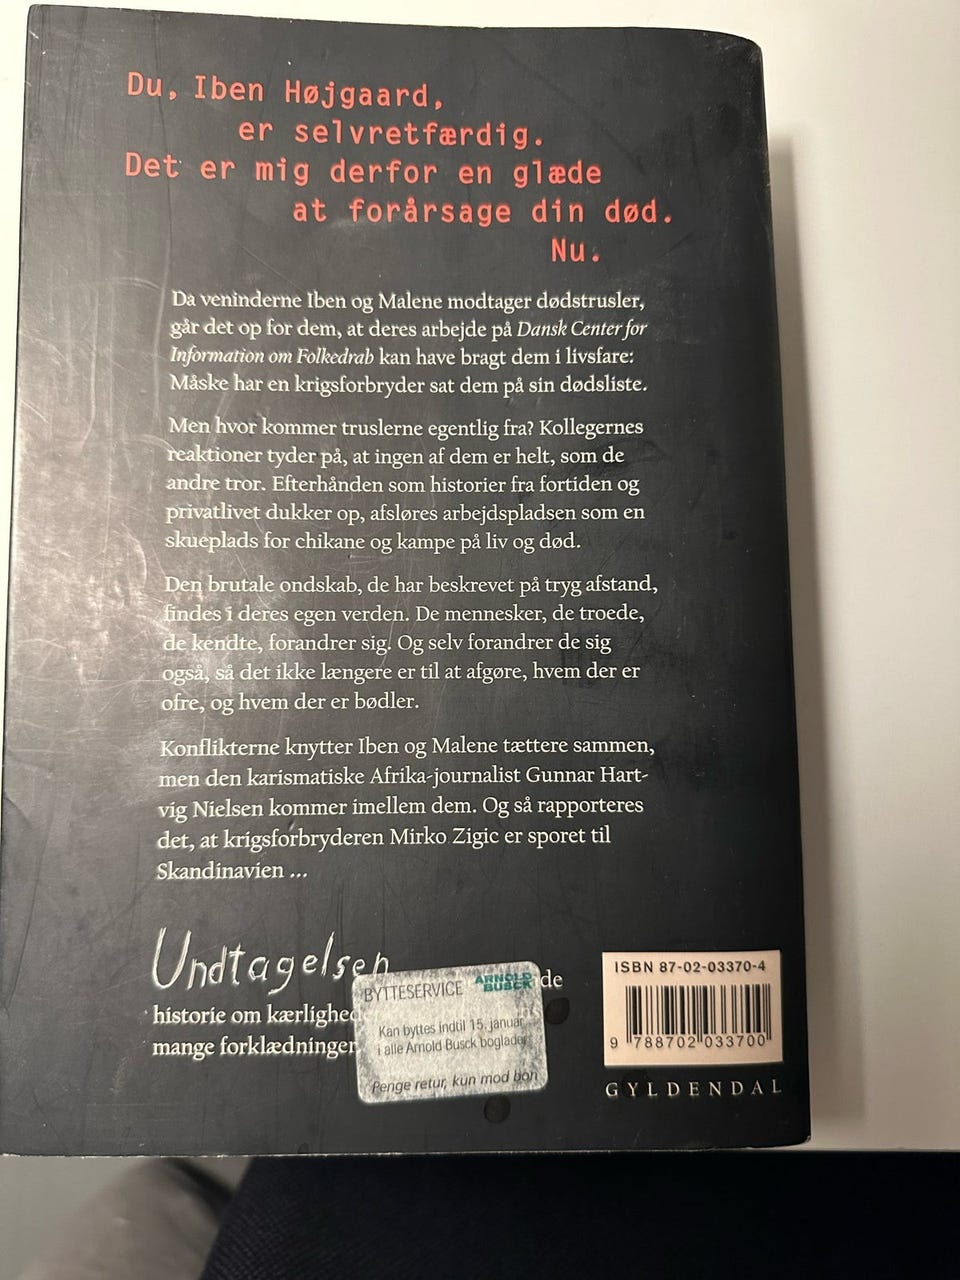 Du, Iben Højgaard,
er selvretfærdig.
Det er mig derfor en glæde
at forårsage din død.
Nu.
Da veninderne Iben og Malene modtager dødstrusler,
går det op for dem, at deres arbejde på Dansk Center for
Information om Folkedrab kan have bragt dem i livsfare:
Måske har en krigsforbryder sat dem på sin dødsliste.
Men hvor kommer truslerne egentlig fra? Kollegernes
reaktioner tyder på, at ingen af dem er helt, som de
andre tror. Efterhånden som historier fra fortiden og
privatlivet dukker op, afsløres arbejdspladsen som en
skueplads for chikane og kampe på liv og død.
Den brutale ondskab, de har beskrevet på tryg afstand,
findes i deres egen verden. De mennesker, de troede,
de kendte, forandrer sig. Og selv forandrer de sig
også, så det ikke længere er til at afgøre, hvem der er
ofre, og hvem der er bødler.
Konflikterne knytter Iben og Malene tættere sammen,
men den karismatiske Afrika-journalist Gunnar Hart-
vig Nielsen kommer imellem dem. Og så rapporteres
det, at krigsforbryderen Mirko Zigic er sporet til
Skandinavien ...
Undtagelsen de
historie om
mange forklædninger
BYTTESERVICE ARNOLD BUSCK
Kan byttes indtil 15. januar
i alle Arnold Busck boglader
Penge retur, kun mod bon
ISBN 87-02-03370-4
9 788702 033700
GYLDENDAL